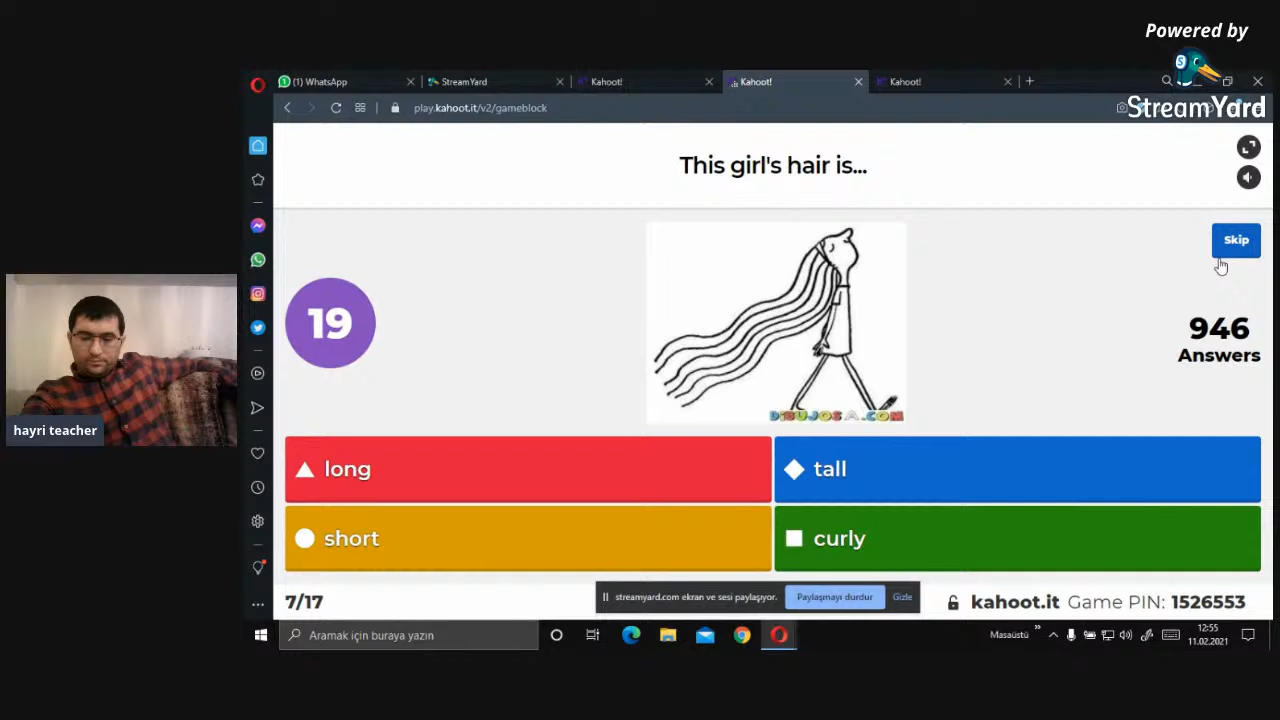 Powered by
StreamYard
(1) WhatsApp
StreamYard
Kahoot!
Kahoot!
Kahoot!
play.kahoot.it/v2/gameblock
This girl's hair is...
Skip
19
946
Answers
DIBUJOSA.COM
hayri teacher
long
tall
short
curly
7/17
streamyard.com ekran ve sesi paylaşıyor.
Paylaşmayı durdur
Gizle
kahoot.it Game PIN: 1526553
Aramak için buraya yazın
Masaüstü
12:55
11.02.2021